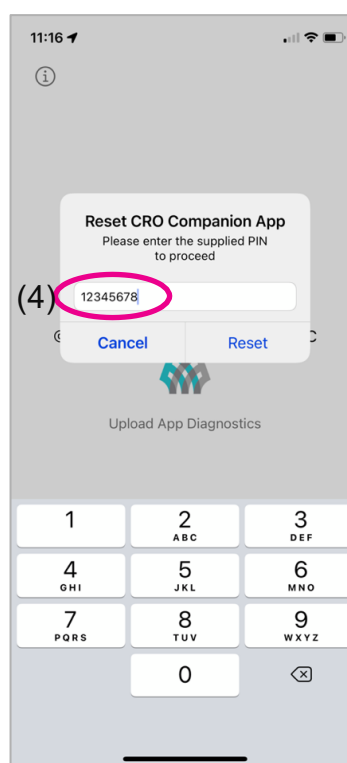 11:16
Reset CRO Companion App
Please enter the supplied PIN
to proceed
(4)
12345678
Cancel Reset
Upload App Diagnostics
1 2 3
ABC DEF
4 5 6
GHI JKL MNO
7 8 9
PQRS TUV WXYZ
0